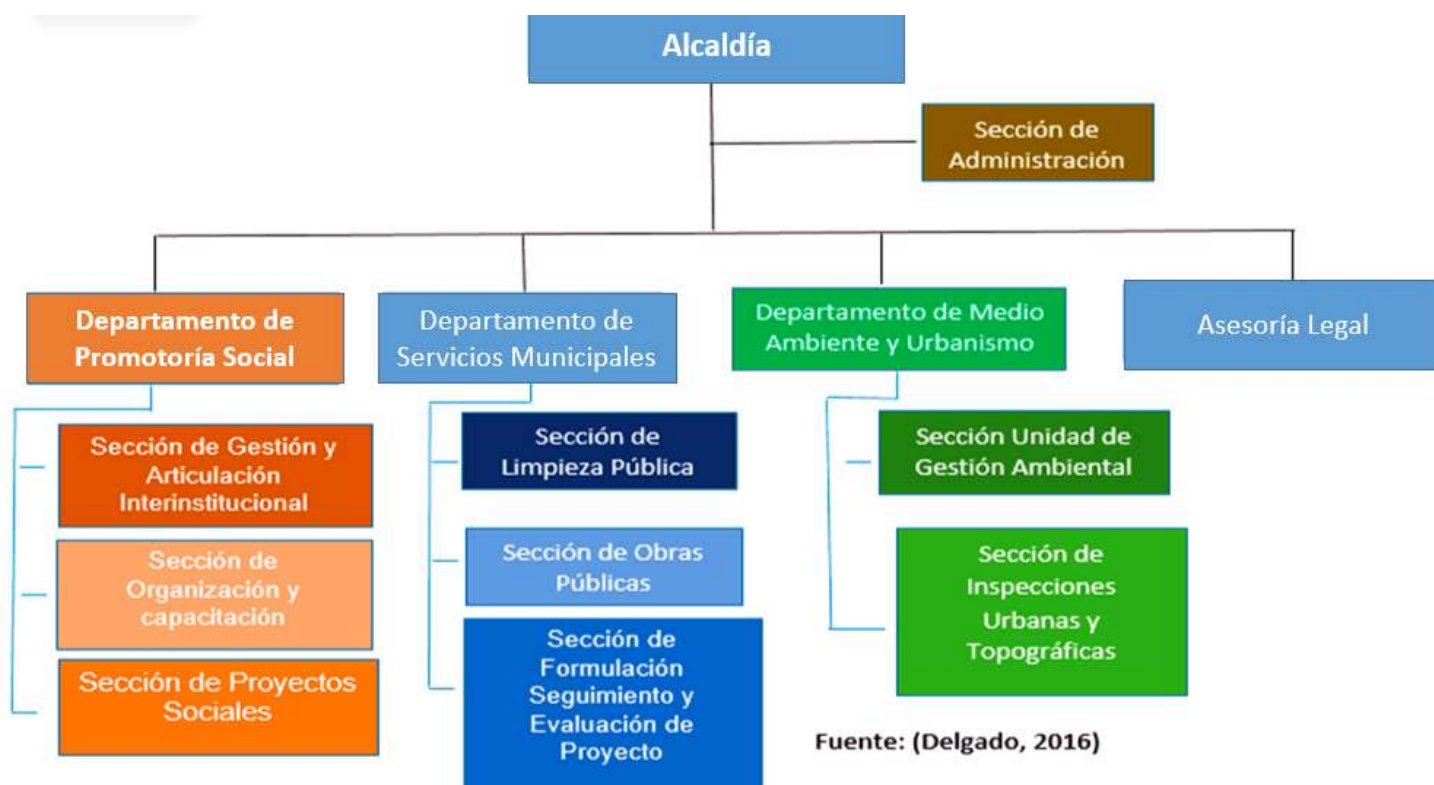 Alcaldía
Sección de
Administración
Departamento de
Promotoría Social
Departamento de
Servicios Municipales
Departamento de Medio
Ambiente y Urbanismo
Asesoría Legal
Sección de Gestión y
Articulación
Interinstitucional
Sección de
Organización y
capacitación
Sección de Proyectos
Sociales
Sección de
Limpieza Pública
Sección de Obras
Públicas
Sección de
Formulación
Seguimiento y
Evaluación de
Proyecto
Sección Unidad de
Gestión Ambiental
Sección de
Inspecciones
Urbanas y
Topográficas
Fuente: (Delgado, 2016)